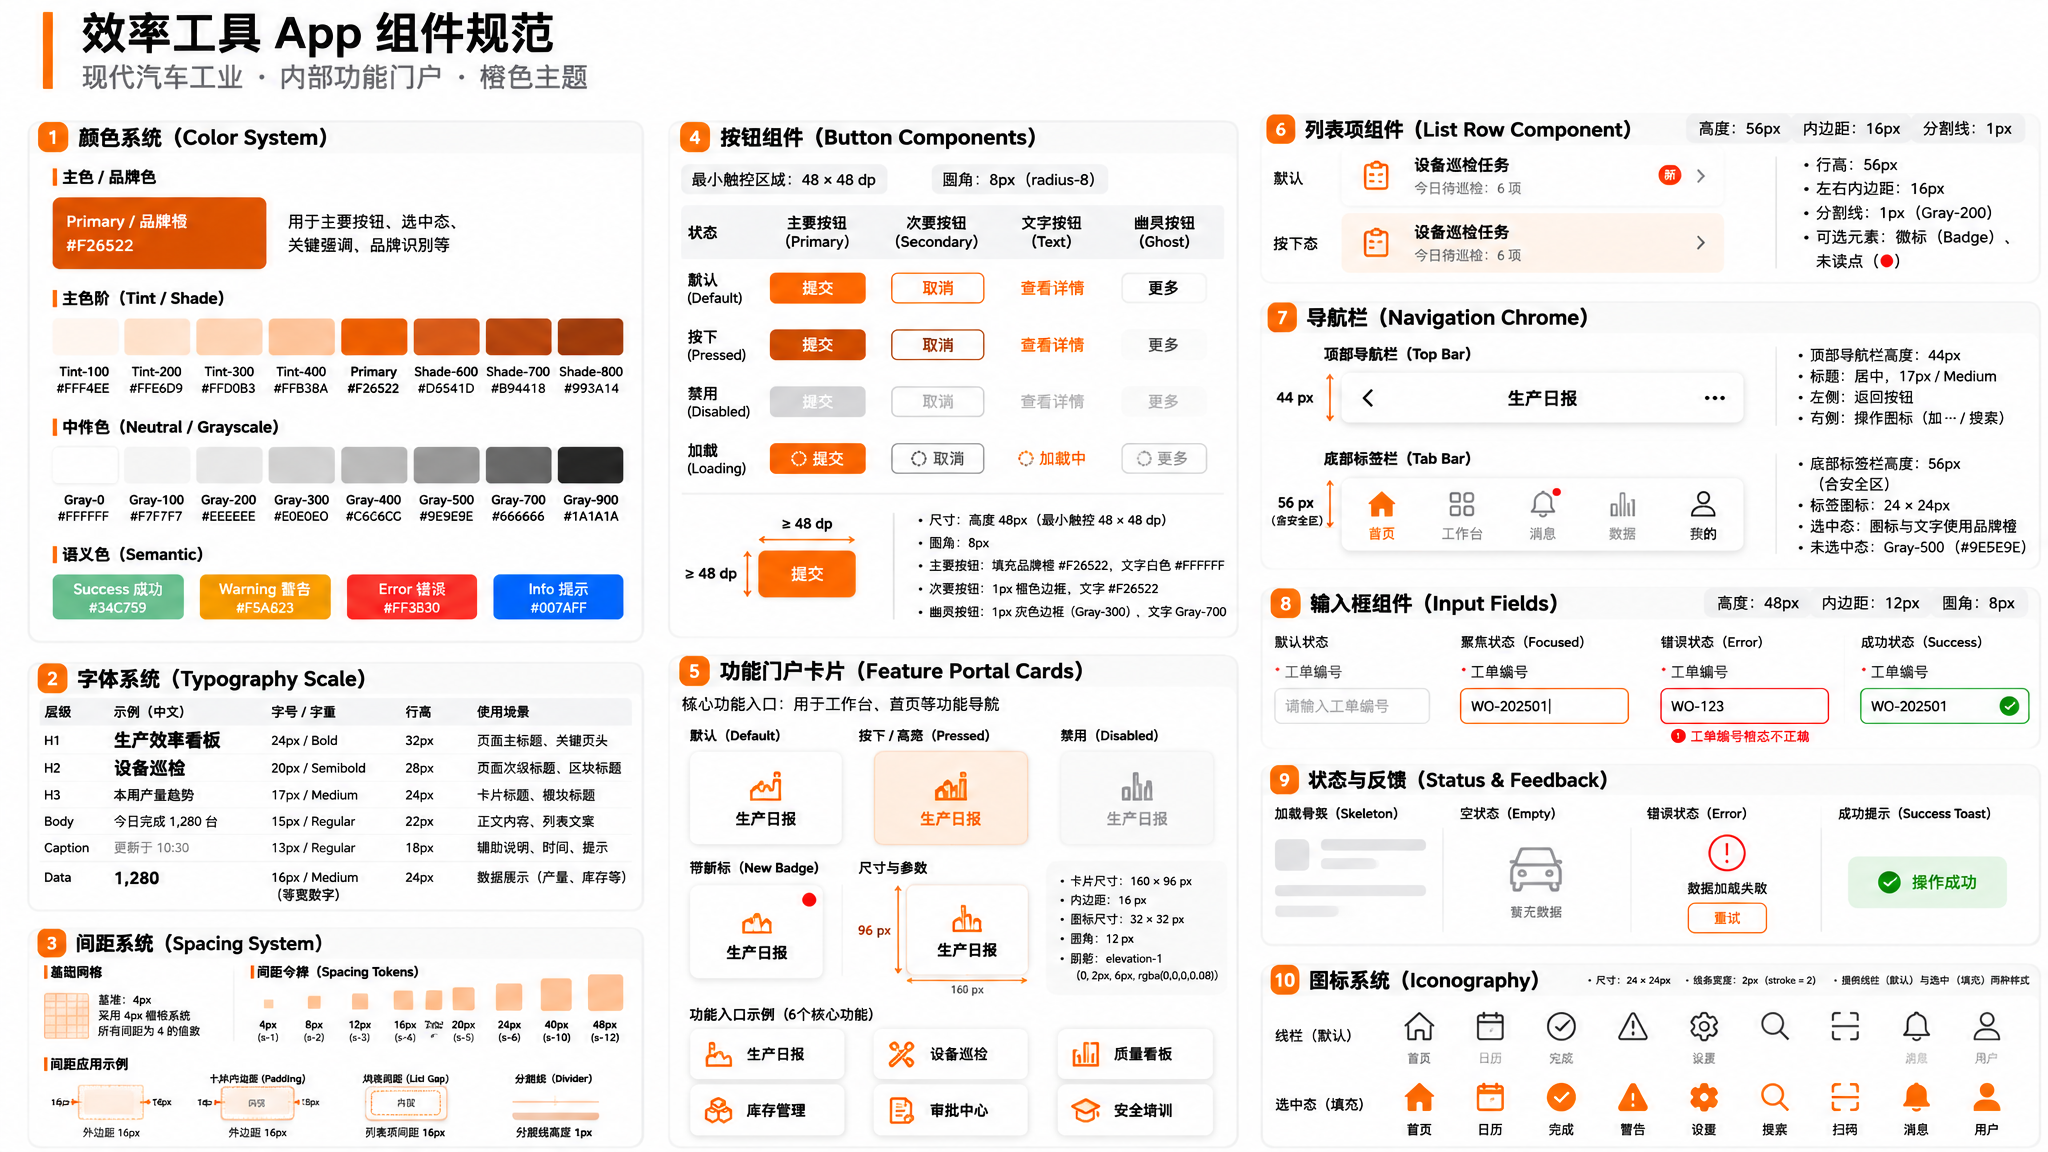 效率工具 App 组件规范
现代汽车工业 · 内部功能门户 · 橙色主题
1 颜色系统（Color System）
主色 / 品牌色
Primary / 品牌橙
#F26522
用于主要按钮、选中态、
关键强调、品牌识别等
主色阶（Tint / Shade）
Tint-100 Tint-200 Tint-300 Tint-400 Primary Shade-600 Shade-700 Shade-800
#FFF4EE #FFE6D9 #FFD0B3 #FFB38A #F26522 #D5541D #B94418 #993A14
中件色（Neutral / Grayscale）
Gray-0 Gray-100 Gray-200 Gray-300 Gray-400 Gray-500 Gray-700 Gray-900
#FFFFFF #F7F7F7 #EEEEEE #E0E0E0 #C6C6CC #9E9E9E #666666 #1A1A1A
语义色（Semantic）
Success 成功
#34C759
Warning 警告
#F5A623
Error 错误
#FF3B30
Info 提示
#007AFF
2 字体系统（Typography Scale）
层级 示例（中文） 字号 / 字重 行高 使用场景
H1 生产效率看板 24px / Bold 32px 页面主标题、关键页头
H2 设备巡检 20px / Semibold 28px 页面次级标题、区块标题
H3 本周产量趋势 17px / Medium 24px 卡片标题、模块标题
Body 今日完成 1,280 台 15px / Regular 22px 正文内容、列表文案
Caption 更新于 10:30 13px / Regular 18px 辅助说明、时间、提示
Data 1,280 16px / Medium 24px 数据展示（产量、库存等）
（等宽数字）
3 间距系统（Spacing System）
基础网格
基准：4px
采用 4px 栅格系统
所有间距为 4 的倍数
间距令牌（Spacing Tokens）
4px 8px 12px 16px 20px 24px 40px 48px
(s-1) (s-2) (s-3) (s-4) (s-5) (s-6) (s-10) (s-12)
间距应用示例
外边距 16px
(Padding)
外边距 16px
内容
列表项间距 16px
分割线 (Divider)
分割线高度 1px
4 按钮组件（Button Components）
最小触控区域：48 × 48 dp
圆角：8px（radius-8）
状态 主要按钮 次要按钮 文字按钮 幽灵按钮
（Primary） （Secondary） （Text） （Ghost）
默认 提交 取消 查看详情 更多
(Default)
按下 提交 取消 查看详情 更多
(Pressed)
禁用 提交 取消 查看详情 更多
(Disabled)
加载 提交 取消 加载中 更多
(Loading)
≥ 48 dp
≥ 48 dp
提交
• 尺寸：高度 48px（最小触控 48 × 48 dp）
• 圆角：8px
• 主要按钮：填充品牌橙 #F26522，文字白色 #FFFFFF
• 次要按钮：1px 橙色边框，文字 #F26522
• 幽灵按钮：1px 灰色边框（Gray-300）、文字 Gray-700
5 功能门户卡片（Feature Portal Cards）
核心功能入口：用于工作台、首页等功能导航
默认（Default） 按下 / 高亮（Pressed） 禁用（Disabled）
生产日报 生产日报 生产日报
带新标（New Badge） 尺寸与参数
生产日报
96 px
生产日报
160 px
• 卡片尺寸：160 × 96 px
• 内边距：16 px
• 图标尺寸：32 × 32 px
• 圆角：12 px
• 阴影：elevation-1
(0, 2px, 6px, rgba(0,0,0,0.08))
功能入口示例（6个核心功能）
生产日报 设备巡检 质量看板
库存管理 审批中心 安全培训
6 列表项组件（List Row Component）
高度：56px 内边距：16px 分割线：1px
默认
设备巡检任务
今日待巡检：6 项
新
按下态
设备巡检任务
今日待巡检：6 项
• 行高：56px
• 左右内边距：16px
• 分割线：1px（Gray-200）
• 可选元素：徽标（Badge）、
未读点（ ）
7 导航栏（Navigation Chrome）
顶部导航栏（Top Bar）
44 px
生产日报
• 顶部导航栏高度：44px
• 标题：居中，17px / Medium
• 左侧：返回按钮
• 右侧：操作图标（如 ··· / 搜索）
底部标签栏（Tab Bar）
56 px
（含安全区）
首页 工作台 消息 数据 我的
• 底部标签栏高度：56px
（含安全区）
• 标签图标：24 × 24px
• 选中态：图标与文字使用品牌橙
• 未选中态：Gray-500（#9E5E9E）
8 输入框组件（Input Fields）
高度：48px 内边距：12px 圆角：8px
默认状态 聚焦状态（Focused） 错误状态（Error） 成功状态（Success）
* 工单编号 * 工单编号 * 工单编号 * 工单编号
请输入工单编号 WO-202501| WO-123 WO-202501
工单编号格态不正确
9 状态与反馈（Status & Feedback）
加载骨架（Skeleton） 空状态（Empty） 错误状态（Error） 成功提示（Success Toast）
暂无数据
数据加载失败
重试
操作成功
10 图标系统（Iconography）
• 尺寸：24 × 24px • 线条宽度：2px（stroke = 2） • 提供线性（默认）与选中（填充）两种样式
线栏（默认）
首页 日历 完成 设置 消息 用户
选中态（填充）
首页 日历 完成 警告 设置 搜索 扫码 消息 用户